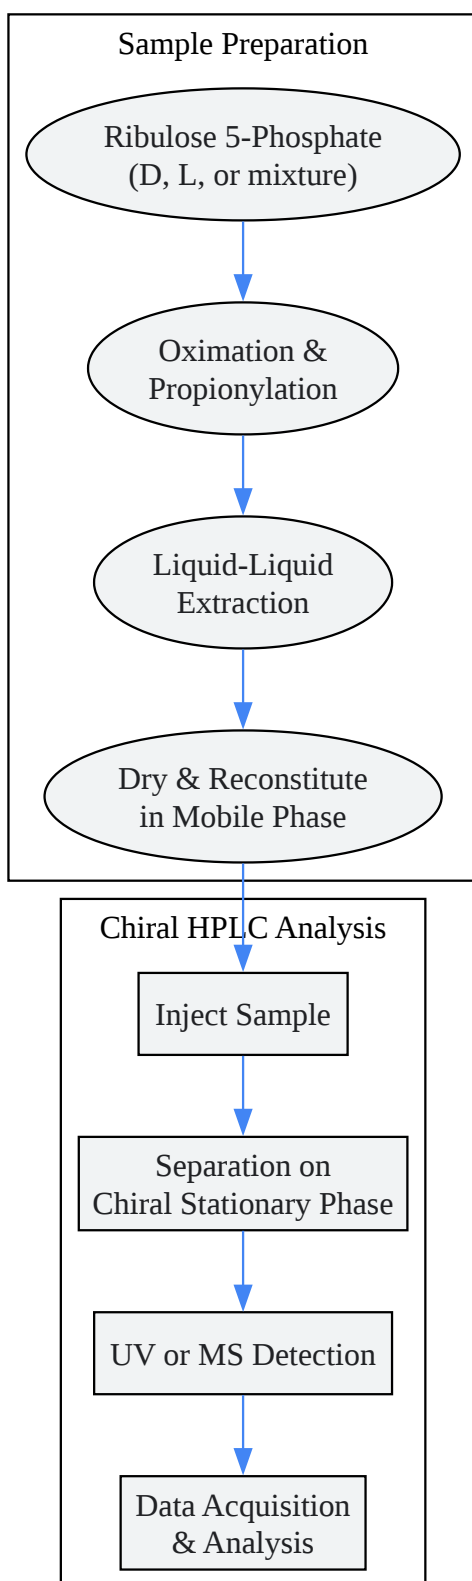 Sample Preparation
Ribulose 5-Phosphate
(D, L, or mixture)
Oximation &
Propionylation
Liquid-Liquid
Extraction
Dry & Reconstitute
in Mobile Phase
Chiral HPLC Analysis
Inject Sample
Separation on
Chiral Stationary Phase
UV or MS Detection
Data Acquisition
& Analysis